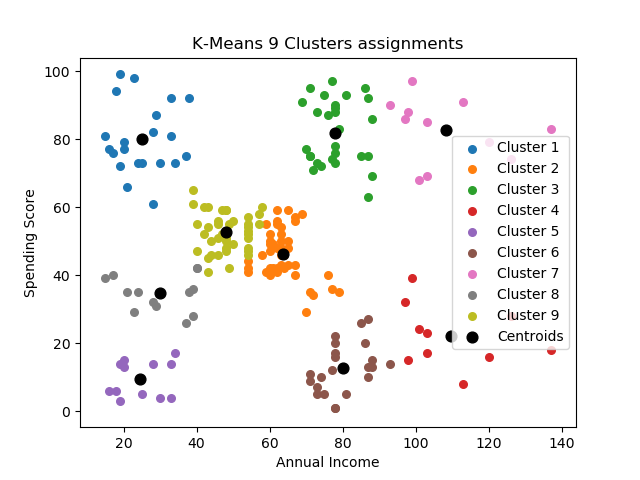 K-Means 9 Clusters assignments
100
80
60
40
20
0
Spending Score
Cluster 1
Cluster 2
Cluster 3
Cluster 4
Cluster 5
Cluster 6
Cluster 7
Cluster 8
Cluster 9
Centroids
20
40
60
80
100
120
140
Annual Income